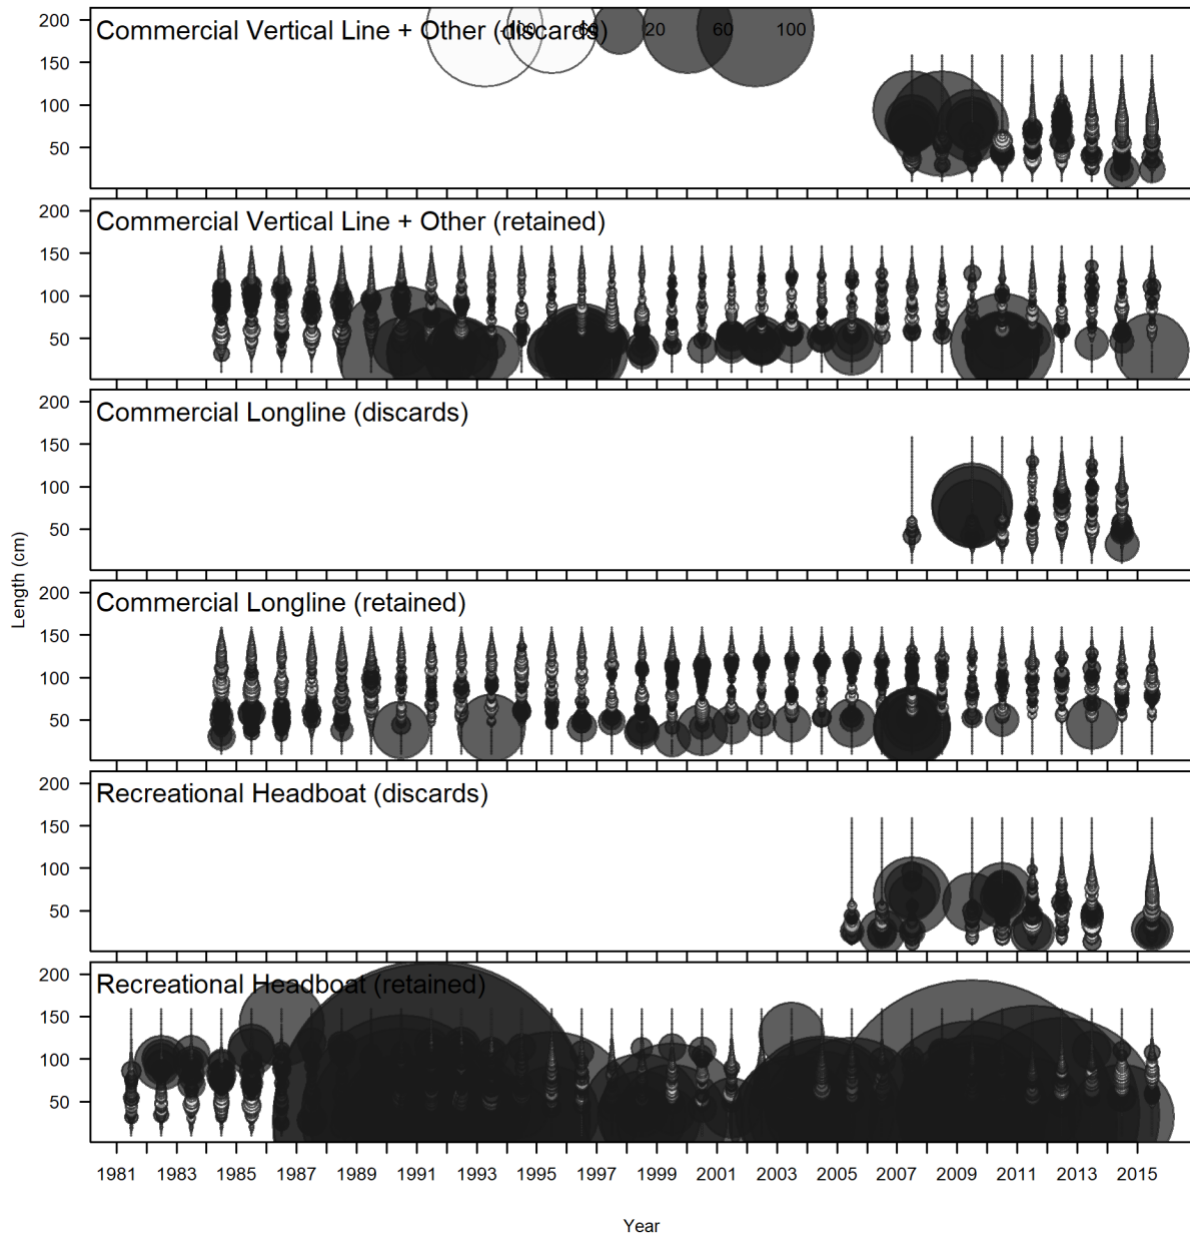 Commercial Vertical Line + Other (discards)
-100 -60 20 60 100
200
150
100
50
Commercial Vertical Line + Other (retained)
200
150
100
50
Commercial Longline (discards)
200
150
100
50
Length (cm)
Commercial Longline (retained)
200
150
100
50
Recreational Headboat (discards)
200
150
100
50
Recreational Headboat (retained)
200
150
100
50
1981 1983 1985 1987 1989 1991 1993 1995 1997 1999 2001 2003 2005 2007 2009 2011 2013 2015
Year